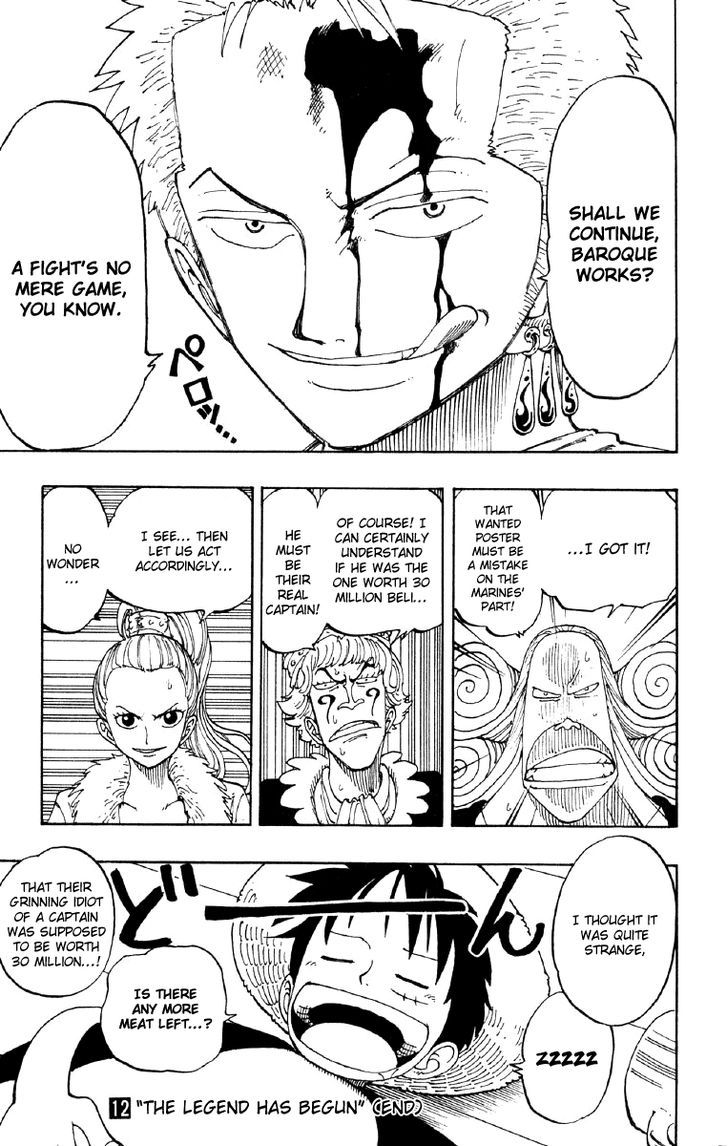 SHALL WE
CONTINUE,
BAROQUE
WORKS?
A FIGHT'S NO
MERE GAME,
YOU KNOW.
ペロッ...
...I GOT IT!
THAT
WANTED
POSTER
MUST BE
A MISTAKE
ON THE
MARINES'
PART!
OF COURSE! I
CAN CERTAINLY
UNDERSTAND
IF HE WAS THE
ONE WORTH 30
MILLION BELI...
HE
MUST
BE
THEIR
REAL
CAPTAIN!
I SEE... THEN
LET US ACT
ACCORDINGLY...
NO
WONDER
...
I THOUGHT IT
WAS QUITE
STRANGE,
THAT THEIR
GRINNING IDIOT
OF A CAPTAIN
WAS SUPPOSED
TO BE WORTH
30 MILLION...!
どーん
IS THERE
ANY MORE
MEAT LEFT...?
ZZZZZ
12 "THE LEGEND HAS BEGUN" (END)